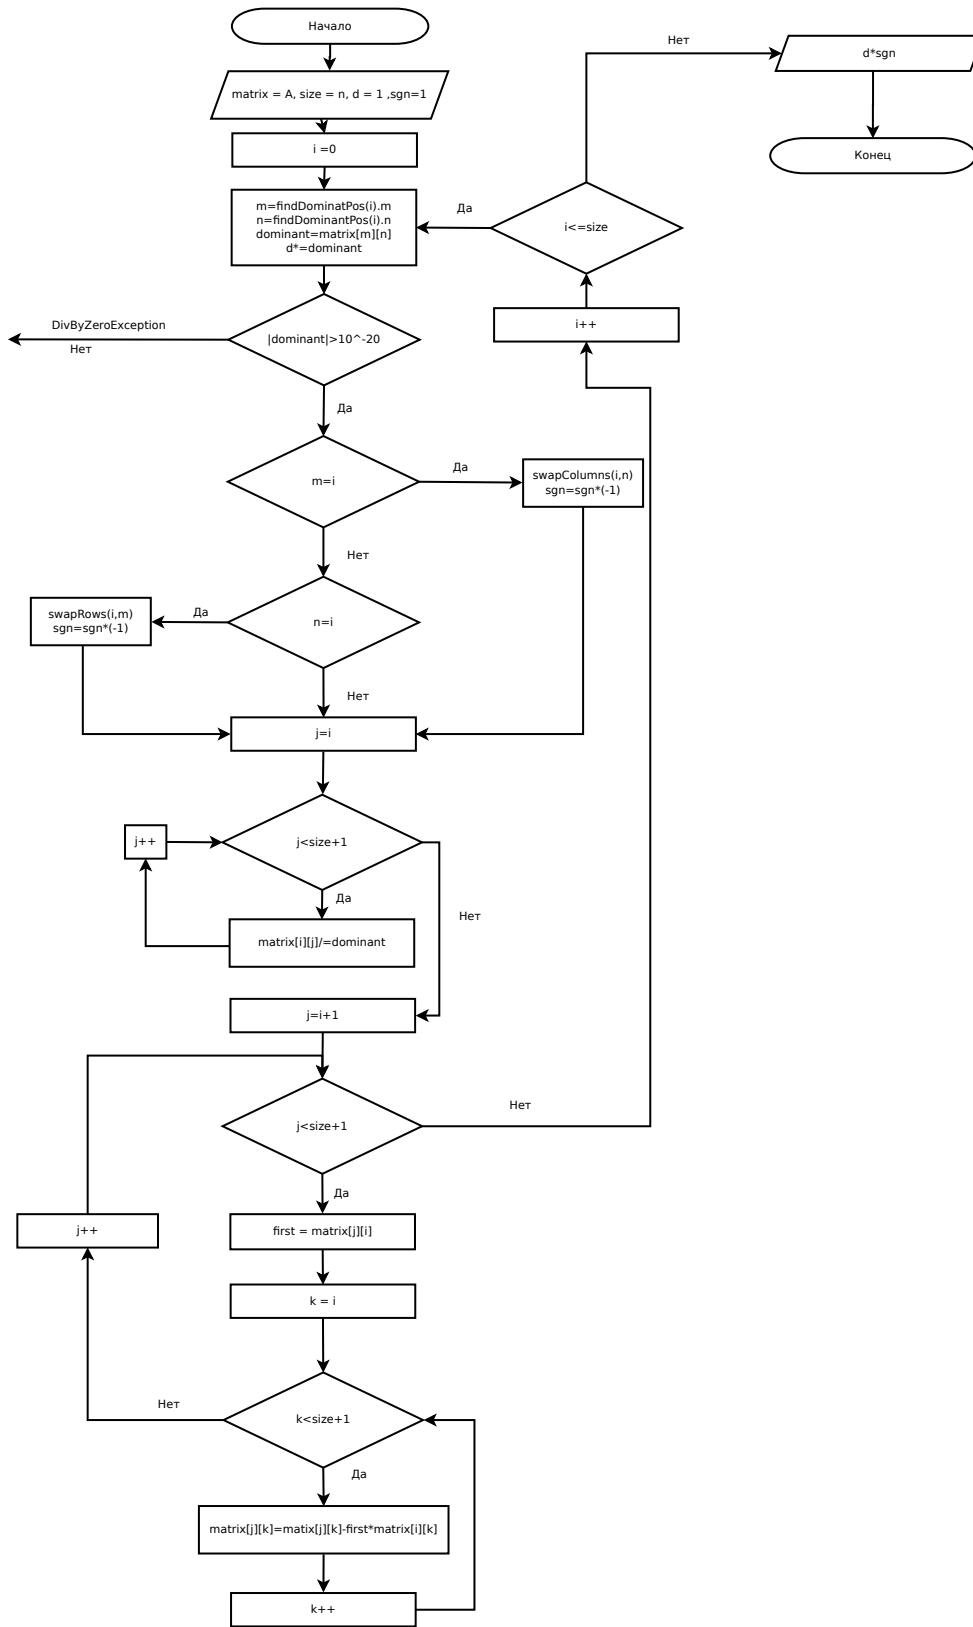 Начало
matrix = A, size = n, d = 1 ,sgn=1
i =0
m=findDominatPos(i).m
n=findDominantPos(i).n
dominant=matrix[m][n]
d*=dominant
Да
i<=size
Нет
d*sgn
Конец
i++
DivByZeroException
Нет
|dominant|>10^-20
Да
m=i
Да
swapColumns(i,n)
sgn=sgn*(-1)
Нет
n=i
Да
swapRows(i,m)
sgn=sgn*(-1)
Нет
j=i
j<size+1
j++
Да
Нет
matrix[i][j]/=dominant
j=i+1
j<size+1
Нет
Да
j++
first = matrix[j][i]
k = i
k<size+1
Нет
Да
matrix[j][k]=matix[j][k]-first*matrix[i][k]
k++